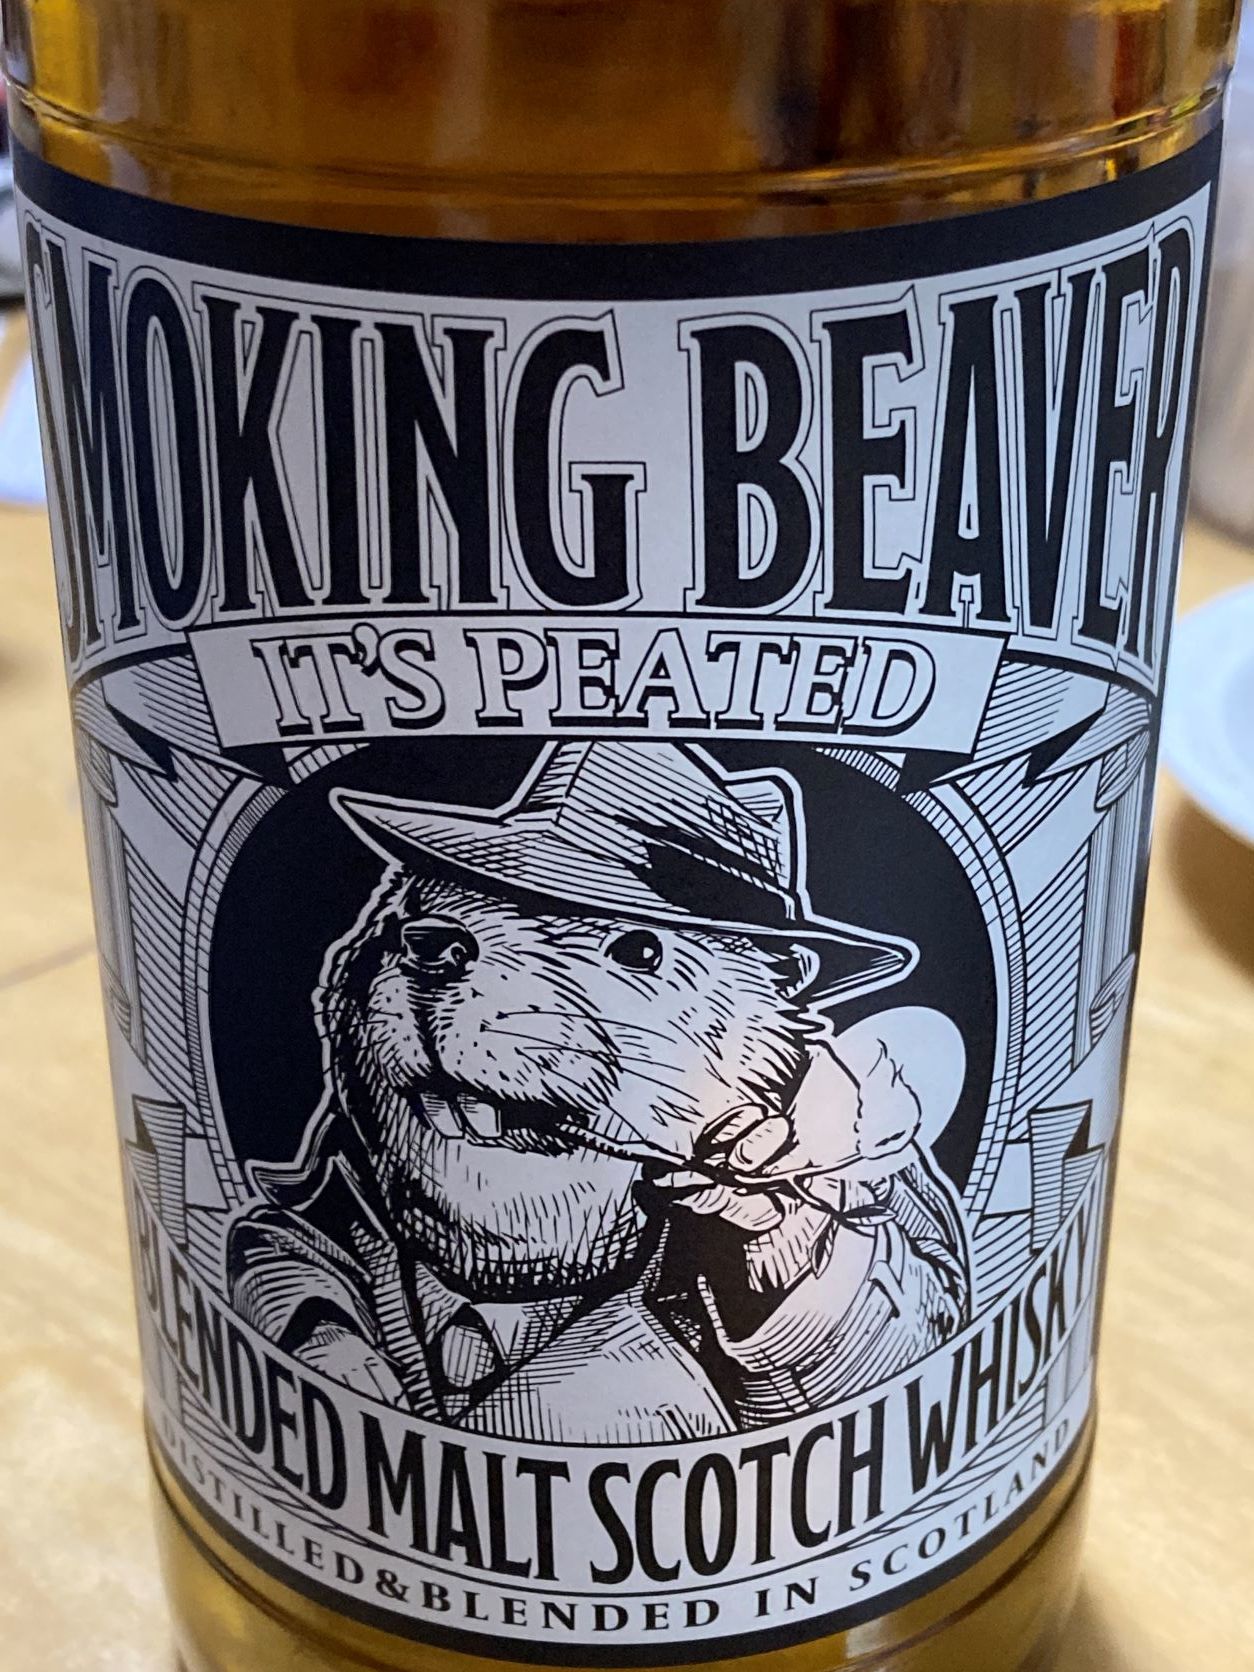 SMOKING BEAVER
IT'S PEATED
BLENDED MALT SCOTCH WHISKY
DISTILLED & BLENDED IN SCOTLAND